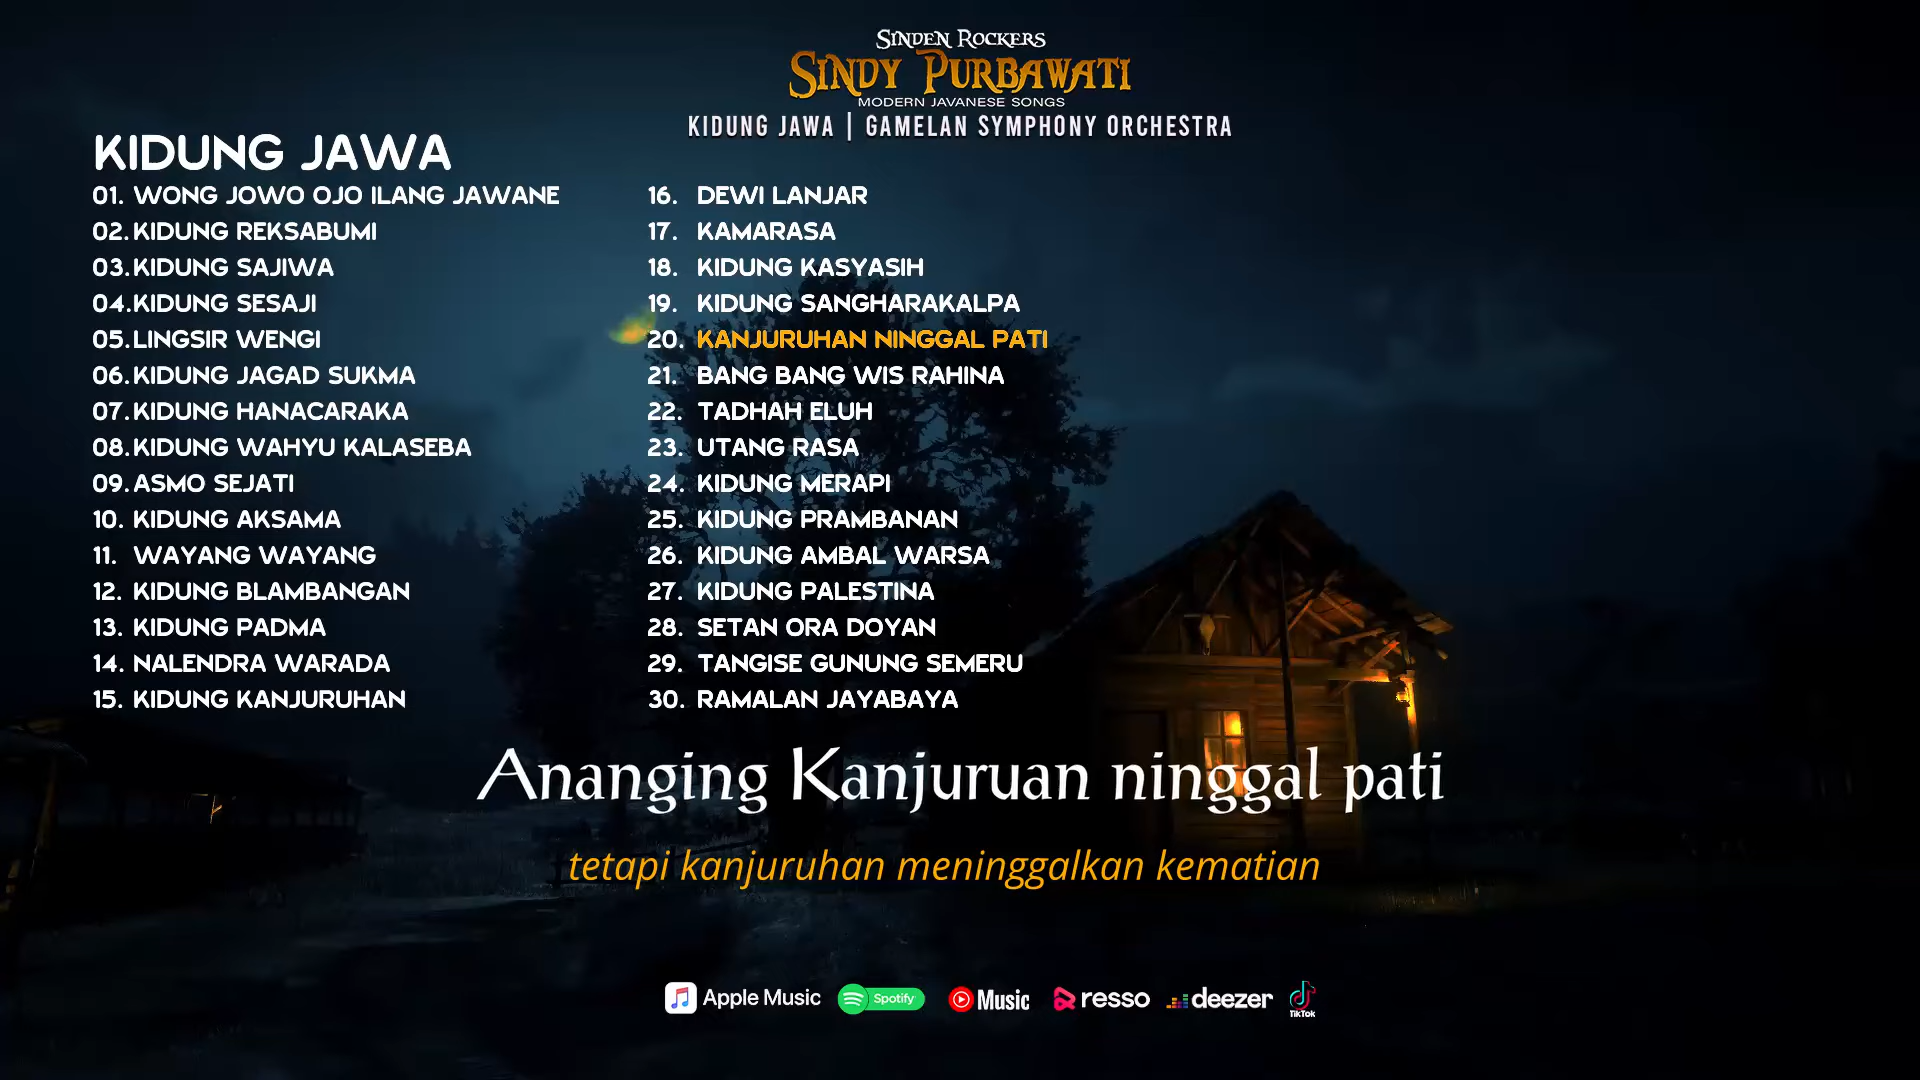 SINDEN ROCKERS
SINDY PURBAWATI
MODERN JAVANESE SONGS
KIDUNG JAWA | GAMELAN SYMPHONY ORCHESTRA
KIDUNG JAWA
01. WONG JOWO OJO ILANG JAWANE
02. KIDUNG REKSABUMI
03. KIDUNG SAJIWA
04. KIDUNG SESAJI
05. LINGSIR WENGI
06. KIDUNG JAGAD SUKMA
07. KIDUNG HANACARAKA
08. KIDUNG WAHYU KALASEBA
09. ASMO SEJATI
10. KIDUNG AKSAMA
11. WAYANG WAYANG
12. KIDUNG BLAMBANGAN
13. KIDUNG PADMA
14. NALENDRA WARADA
15. KIDUNG KANJURUHAN
16. DEWI LANJAR
17. KAMARASA
18. KIDUNG KASYASIH
19. KIDUNG SANGHARAKALPA
20. KANJURUHAN NINGGAL PATI
21. BANG BANG WIS RAHINA
22. TADHAH ELUH
23. UTANG RASA
24. KIDUNG MERAPI
25. KIDUNG PRAMBANAN
26. KIDUNG AMBAL WARSA
27. KIDUNG PALESTINA
28. SETAN ORA DOYAN
29. TANGISE GUNUNG SEMERU
30. RAMALAN JAYABAYA
Ananging Kanjuruan ninggal pati
tetapi kanjuruhan meninggalkan kematian
Apple Music Spotify Music resso deezer TikTok